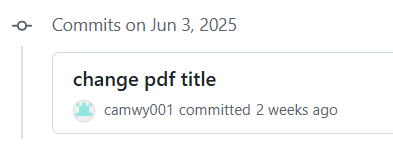 Commits on Jun 3, 2025
change pdf title
camwy001 committed 2 weeks ago